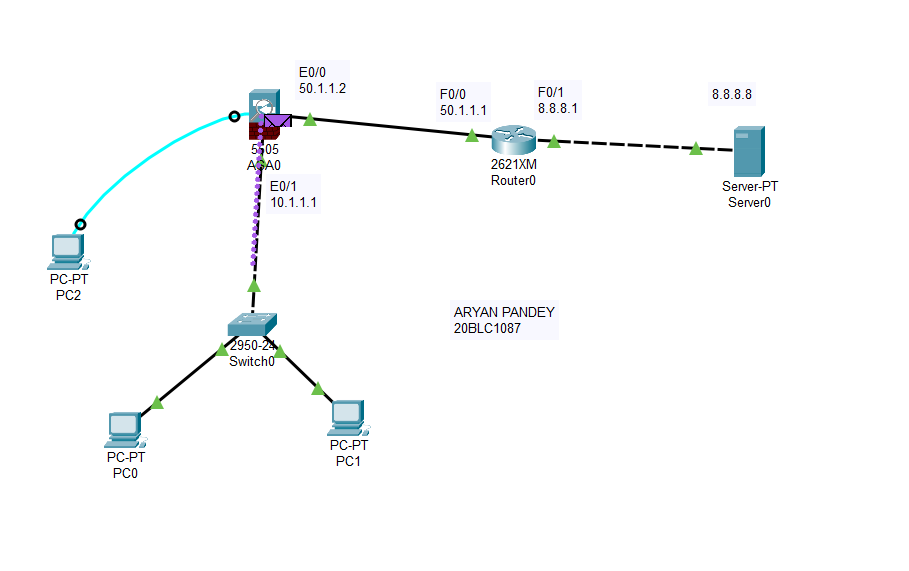 E0/0
50.1.1.2
F0/0
50.1.1.1
F0/1
8.8.8.1
8.8.8.8
5505
ASA0
2621XM
Router0
Server-PT
Server0
E0/1
10.1.1.1
PC-PT
PC2
ARYAN PANDEY
20BLC1087
2950-24
Switch0
PC-PT
PC0
PC-PT
PC1